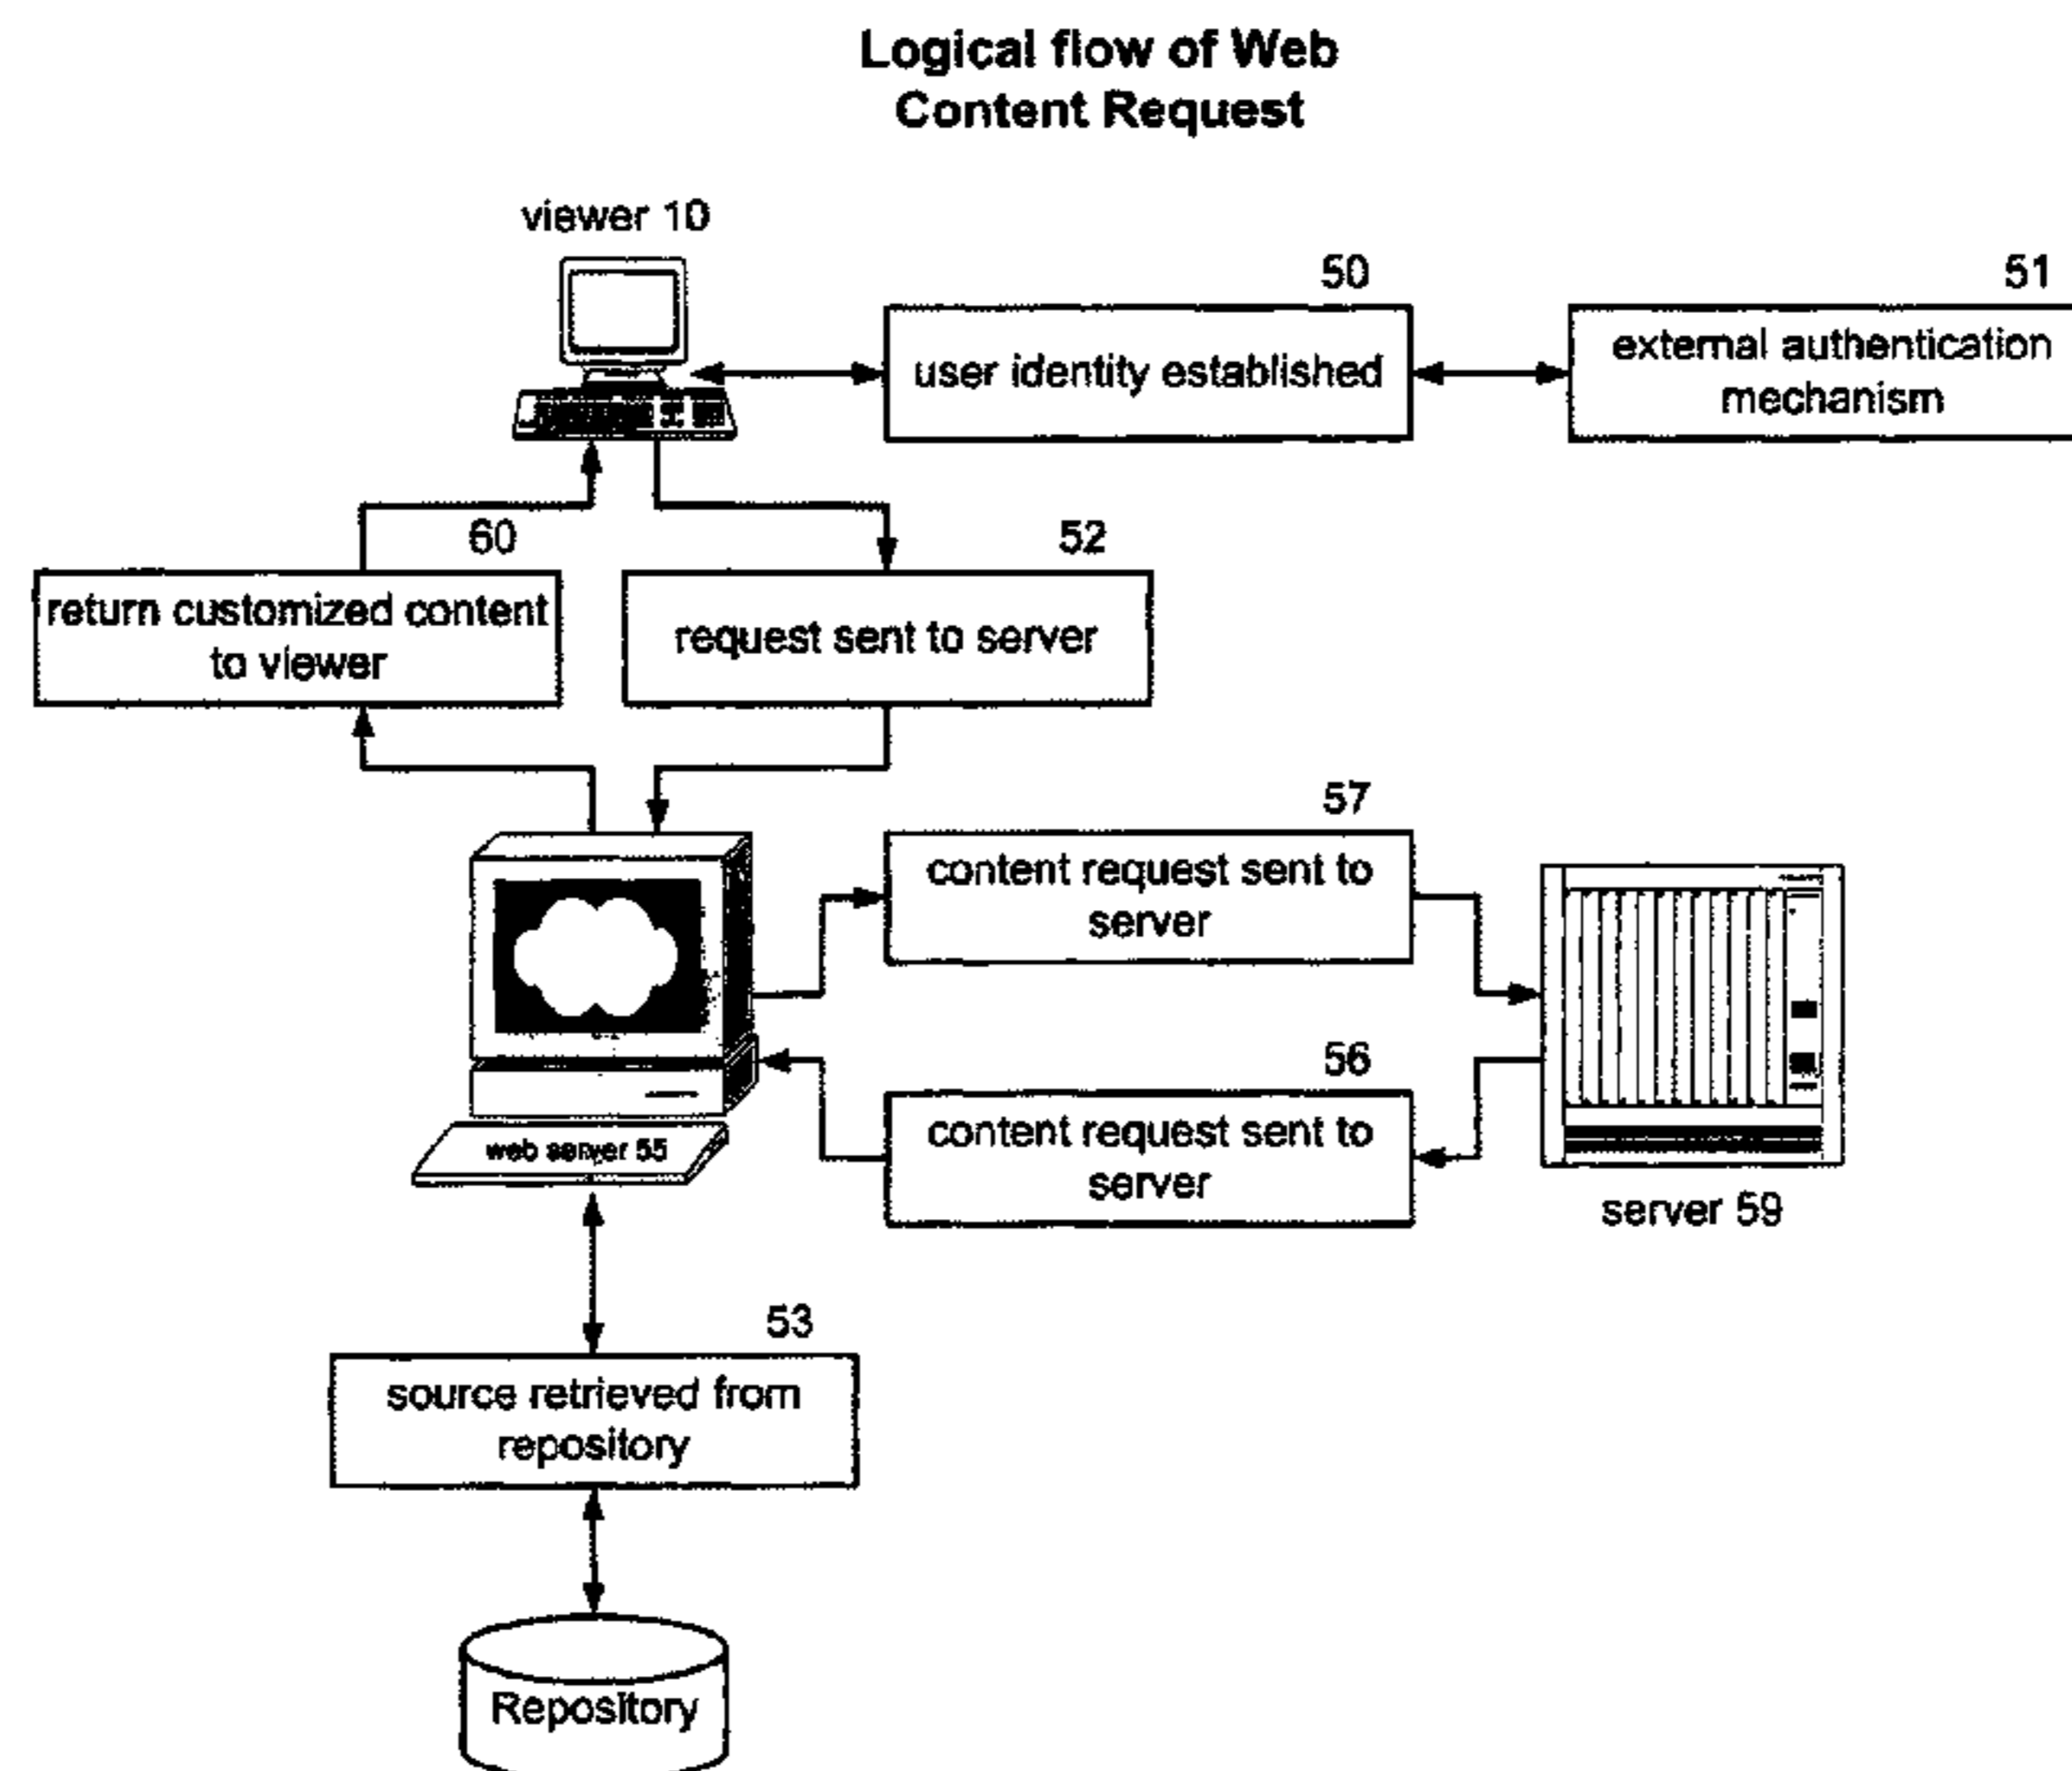 Logical flow of Web
Content Request
viewer 10
50
user identity established
51
external authentication
mechanism
60
return customized content
to viewer
52
request sent to server
57
content request sent to
server
56
content request sent to
server
web server 55
server 59
53
source retrieved from
repository
Repository